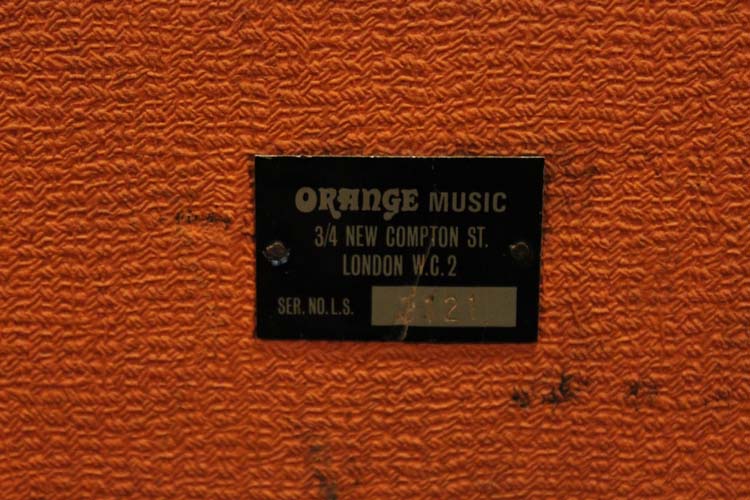 ORANGE MUSIC
3/4 NEW COMPTON ST.
LONDON W.C.2
SER. NO. L.S.